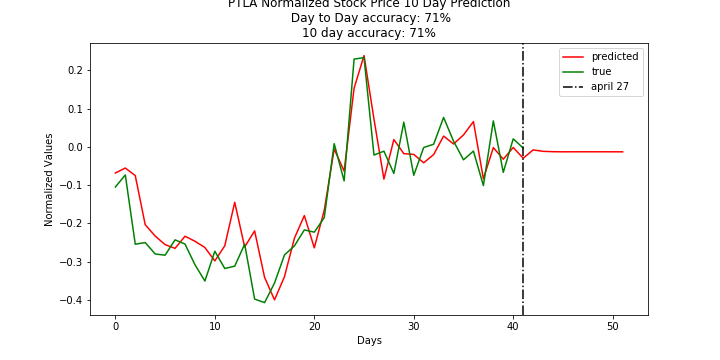 PTLA Normalized Stock Price 10 Day Prediction
Day to Day accuracy: 71%
10 day accuracy: 71%
predicted
true
april 27
Normalized Values
0.2
0.1
0.0
−0.1
−0.2
−0.3
−0.4
0 10 20 30 40 50
Days